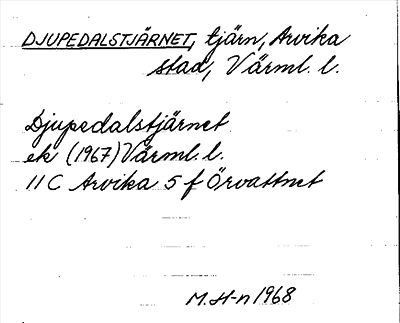 DJUPEDALSTJÄRNET, tjärn, Arvika
stad, Värml. l.
Djupedalstjärnet
ek (1967) Värml. l.
11 C Arvika 5 f Örvattnet
M. H-n 1968